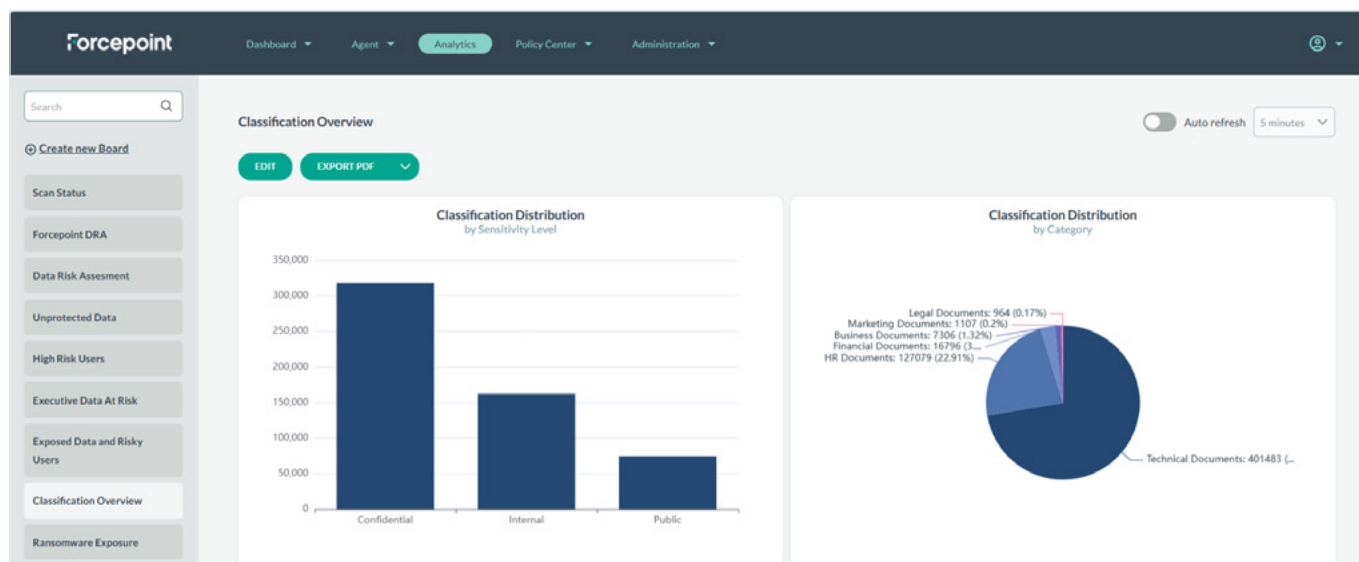 Forcepoint
Dashboard
Agent
Analytics
Policy Center
Administration
Search
Create new Board
Scan Status
Forcepoint DRA
Data Risk Assesment
Unprotected Data
High Risk Users
Executive Data At Risk
Exposed Data and Risky
Users
Classification Overview
Ransomware Exposure
Classification Overview
Auto refresh
5 minutes
EDIT
EXPORT PDF
Classification Distribution
by Sensitivity Level
350,000
300,000
250,000
200,000
150,000
100,000
50,000
0
Confidential
Internal
Public
Classification Distribution
by Category
Legal Documents: 964 (0.17%)
Marketing Documents: 1107 (0.2%)
Business Documents: 7306 (1.32%)
Financial Documents: 16796 (3...
HR Documents: 127079 (22.91%)
Technical Documents: 401483 (...